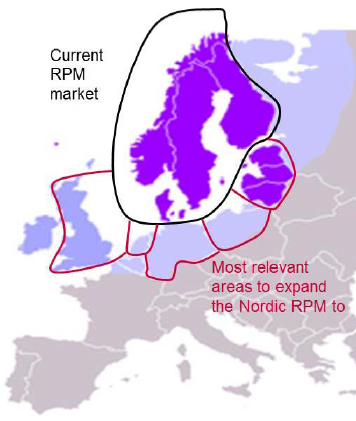 Current
RPM
market
Most relevant
areas to expand
the Nordic RPM to